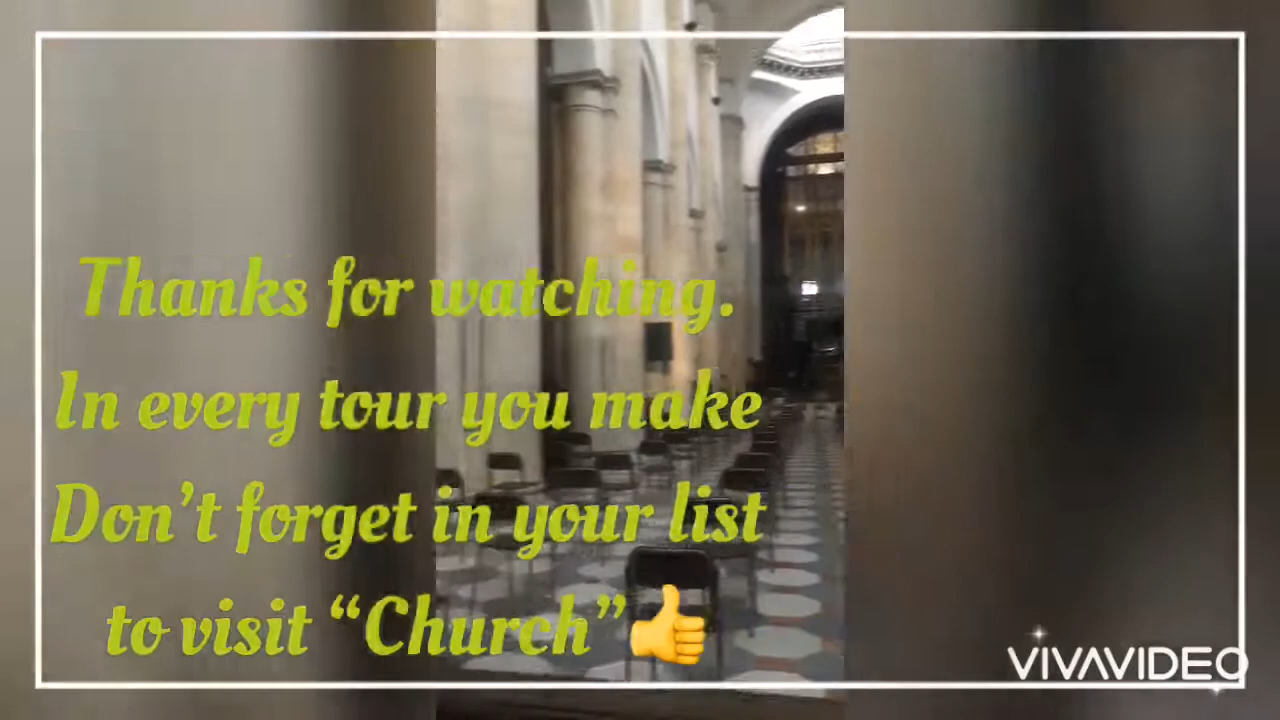 Thanks for watching.
In every tour you make
Don't forget in your list
to visit “Church”👍
VIVAVIDEO